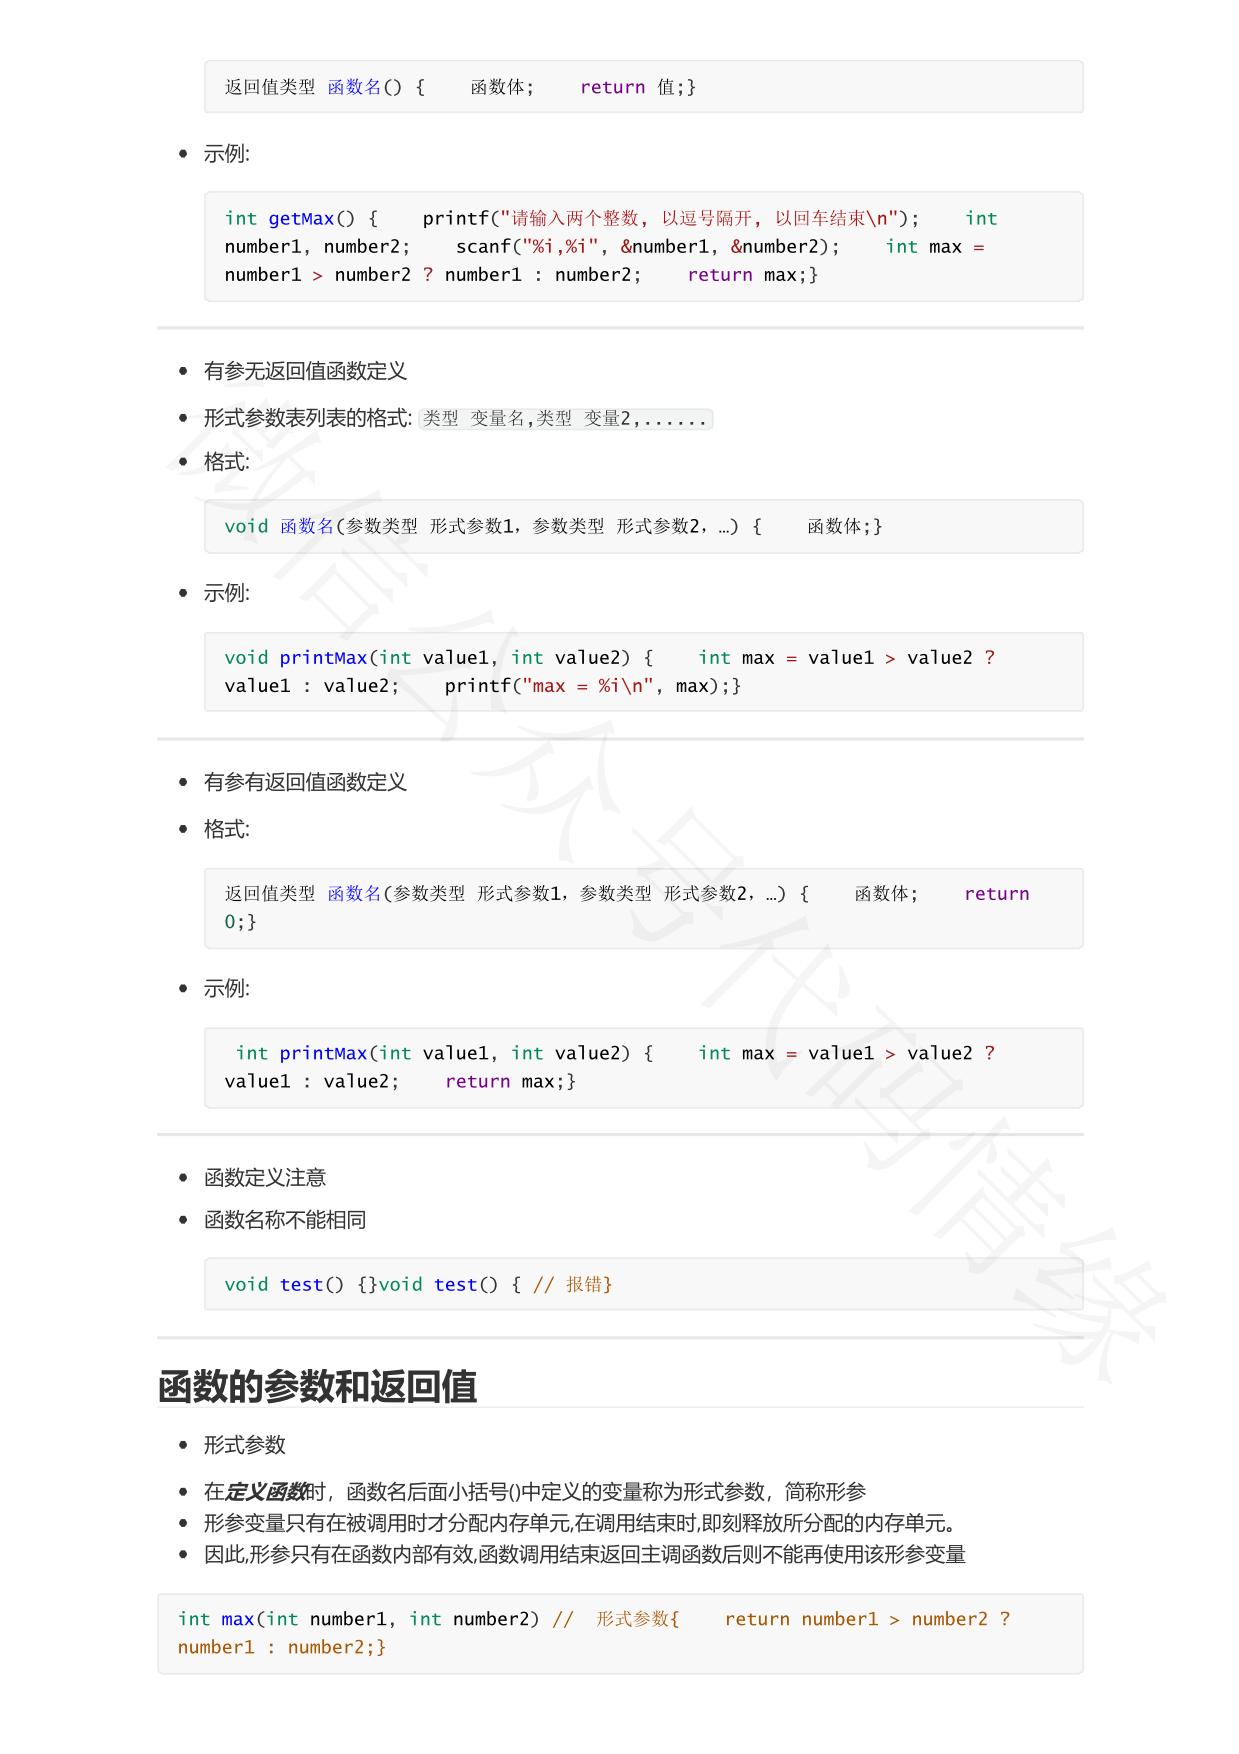 返回值类型 函数名() {    函数体;    return 值;}
示例:
int getMax() {    printf("请输入两个整数, 以逗号隔开, 以回车结束\n");    int
number1, number2;    scanf("%i,%i", &number1, &number2);    int max =
number1 > number2 ? number1 : number2;    return max;}
有参无返回值函数定义
形式参数表列表的格式: 类型 变量名,类型 变量2,......
格式:
void 函数名(参数类型 形式参数1，参数类型 形式参数2，…) {    函数体;}
示例:
void printMax(int value1, int value2) {    int max = value1 > value2 ?
value1 : value2;    printf("max = %i\n", max);}
有参有返回值函数定义
格式:
返回值类型 函数名(参数类型 形式参数1，参数类型 形式参数2，…) {    函数体;    return
0;}
示例:
int printMax(int value1, int value2) {    int max = value1 > value2 ?
value1 : value2;    return max;}
函数定义注意
函数名称不能相同
void test() {}void test() { // 报错}
函数的参数和返回值
形式参数
在定义函数时，函数名后面小括号()中定义的变量称为形式参数，简称形参
形参变量只有在被调用时才分配内存单元,在调用结束时,即刻释放所分配的内存单元。
因此,形参只有在函数内部有效,函数调用结束返回主调函数后则不能再使用该形参变量
int max(int number1, int number2) //  形式参数{    return number1 > number2 ?
number1 : number2;}
微信公众号代码情缘